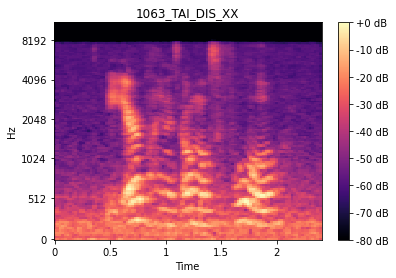 1063_TAI_DIS_XX
+0 dB
8192
-10 dB
4096
-20 dB
-30 dB
2048
Hz
-40 dB
1024
-50 dB
512
-60 dB
-70 dB
0
-80 dB
0 0.5 1 1.5 2
Time